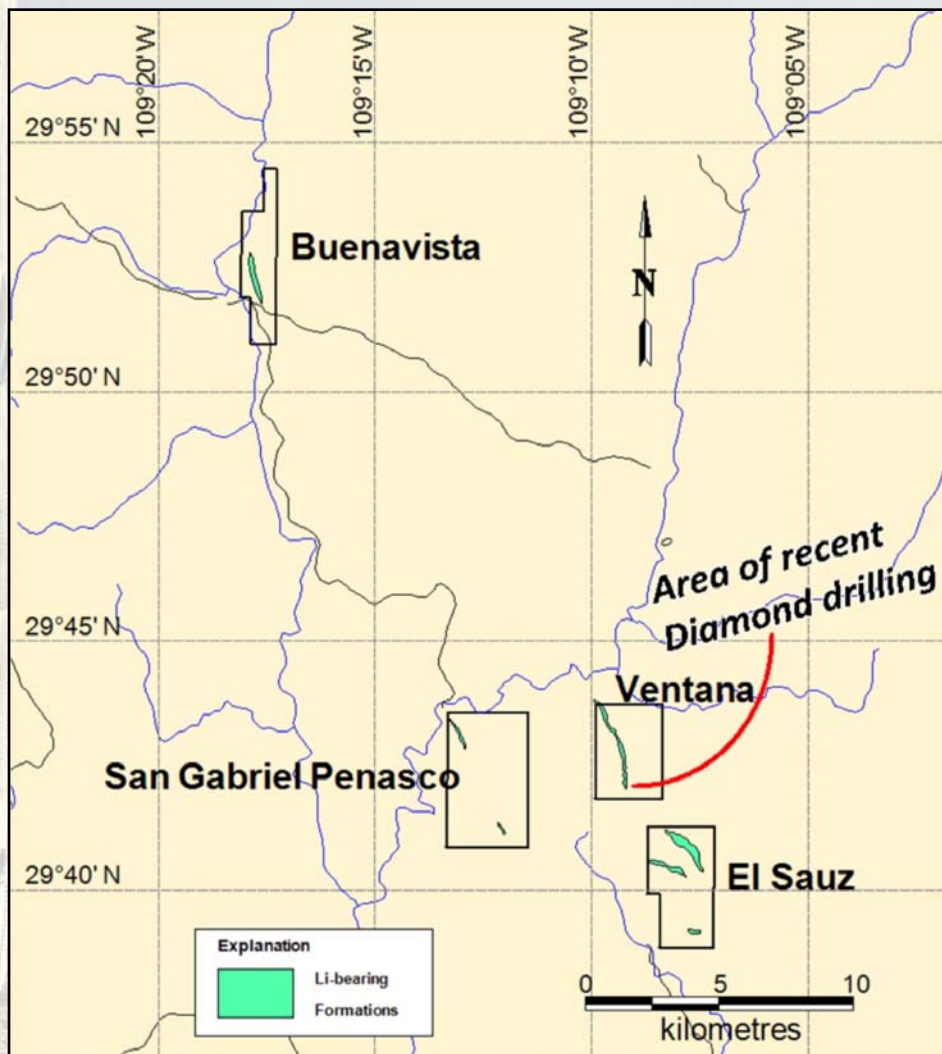 109°20' W
109°15' W
109°10' W
109°05' W
29°55' N
Buenavista
N
29°50' N
Area of recent
Diamond drilling
29°45' N
Ventana
San Gabriel Penasco
29°40' N
El Sauz
Explanation
Li-bearing
Formations
0 5 10
kilometres